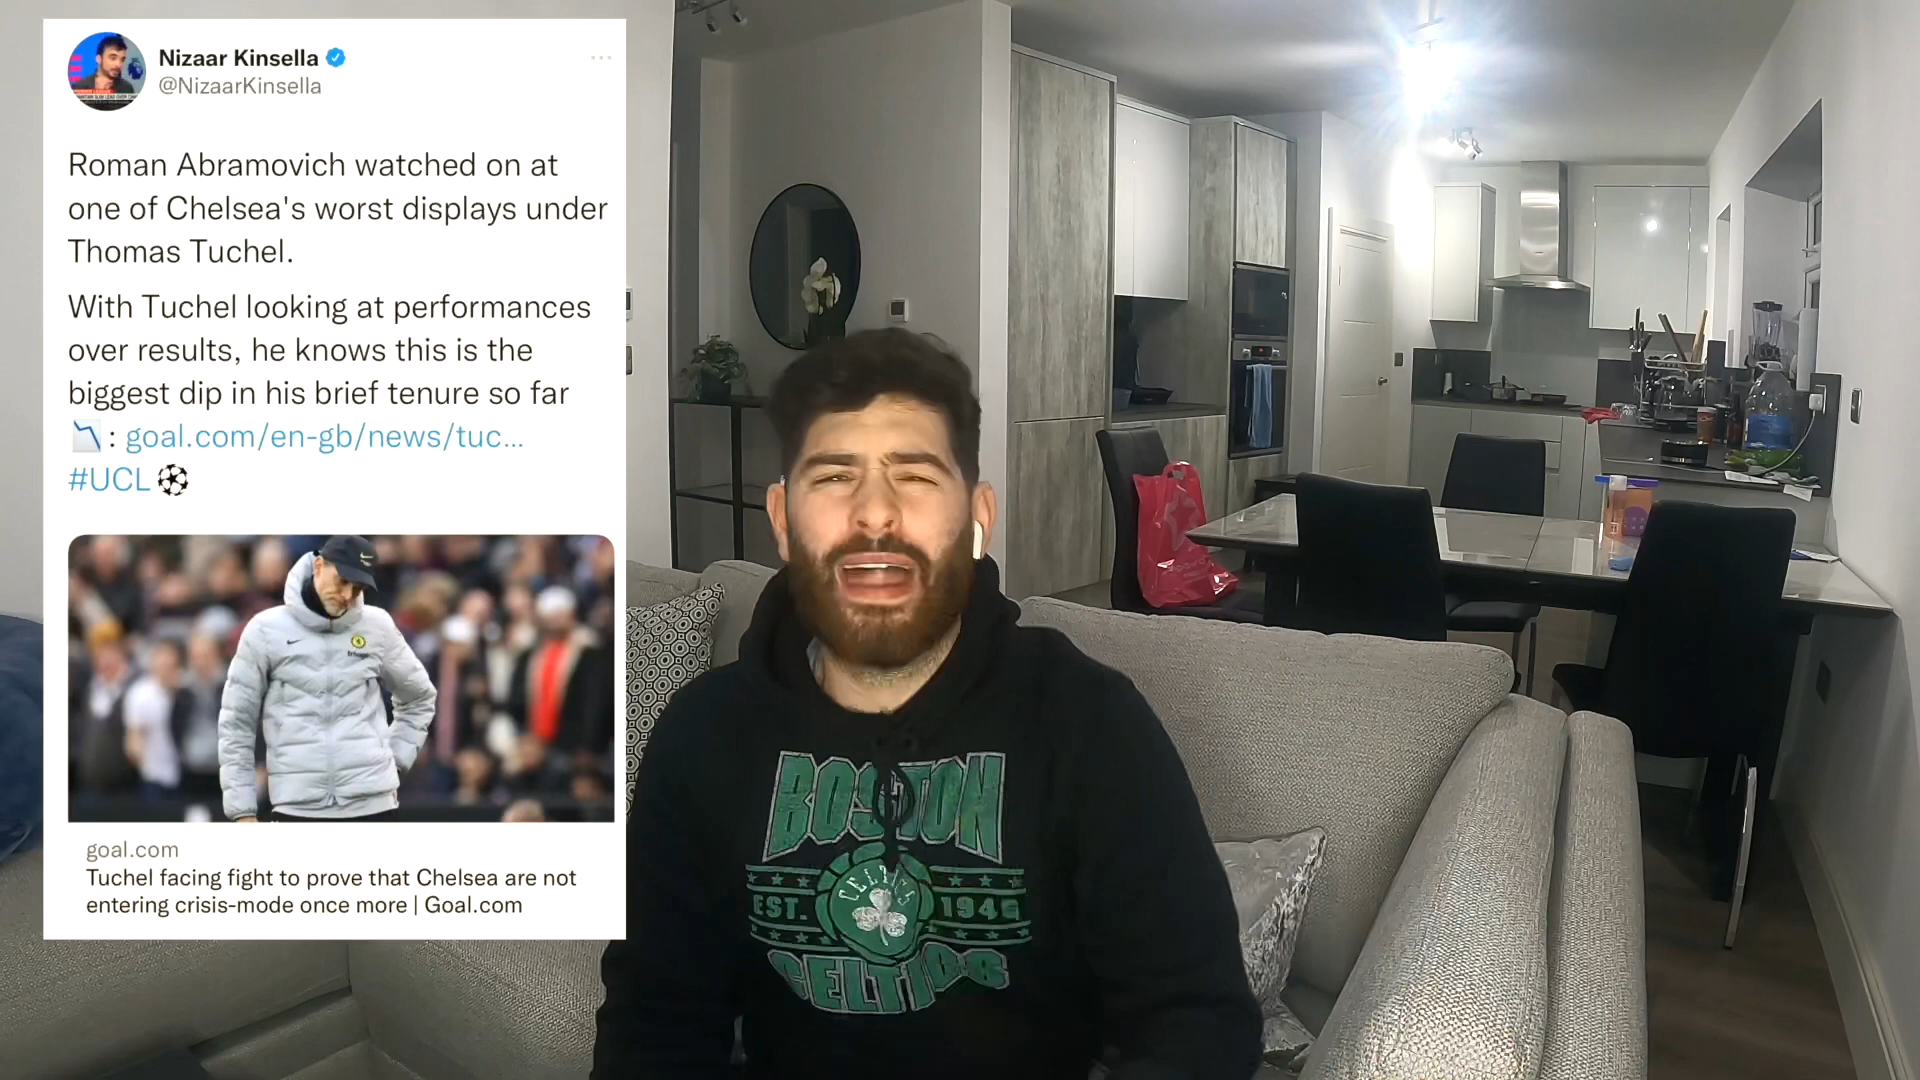 Nizaar Kinsella
@NizaarKinsella
Roman Abramovich watched on at
one of Chelsea's worst displays under
Thomas Tuchel.
With Tuchel looking at performances
over results, he knows this is the
biggest dip in his brief tenure so far
: goal.com/en-gb/news/tuc...
#UCL
goal.com
Tuchel facing fight to prove that Chelsea are not
entering crisis-mode once more | Goal.com
BOSTON
CELTICS
EST. 1946
CELTICS